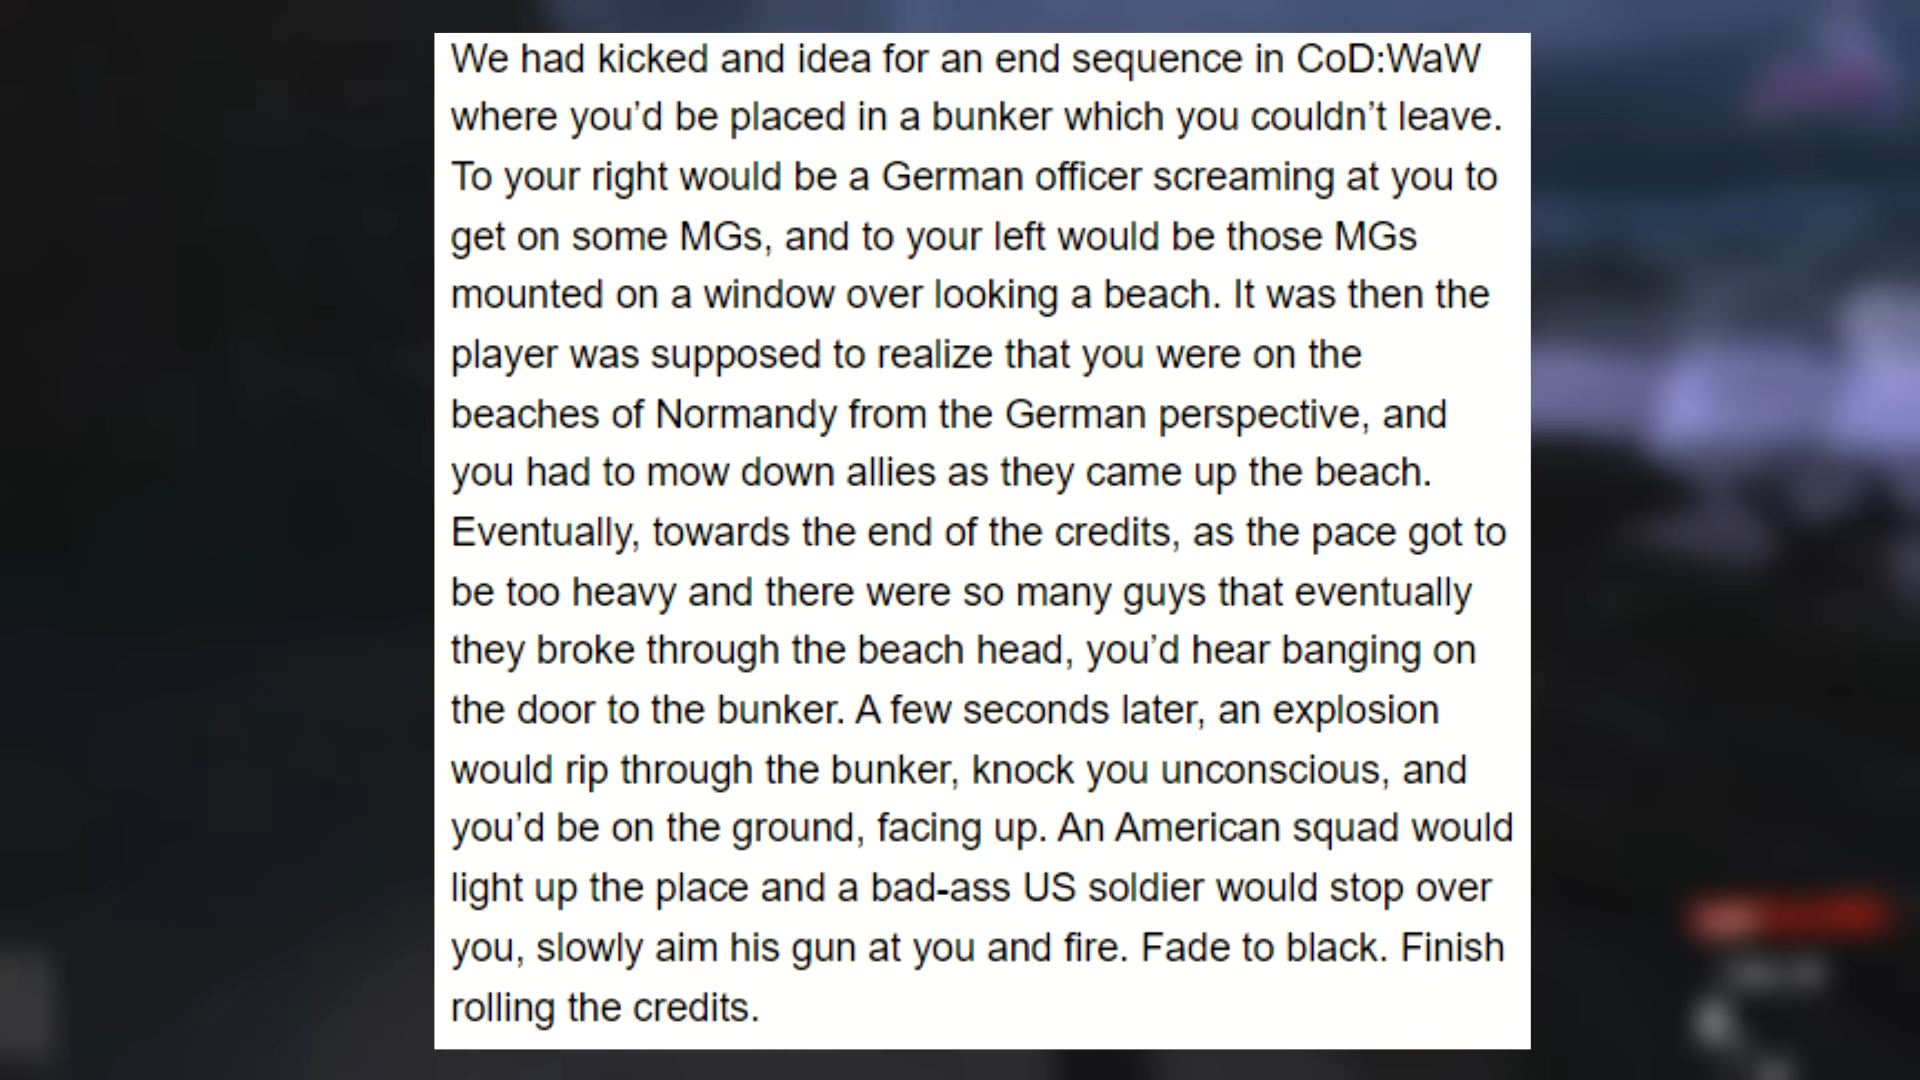 We had kicked and idea for an end sequence in CoD:WaW
where you’d be placed in a bunker which you couldn’t leave.
To your right would be a German officer screaming at you to
get on some MGs, and to your left would be those MGs
mounted on a window over looking a beach. It was then the
player was supposed to realize that you were on the
beaches of Normandy from the German perspective, and
you had to mow down allies as they came up the beach.
Eventually, towards the end of the credits, as the pace got to
be too heavy and there were so many guys that eventually
they broke through the beach head, you’d hear banging on
the door to the bunker. A few seconds later, an explosion
would rip through the bunker, knock you unconscious, and
you’d be on the ground, facing up. An American squad would
light up the place and a bad-ass US soldier would stop over
you, slowly aim his gun at you and fire. Fade to black. Finish
rolling the credits.